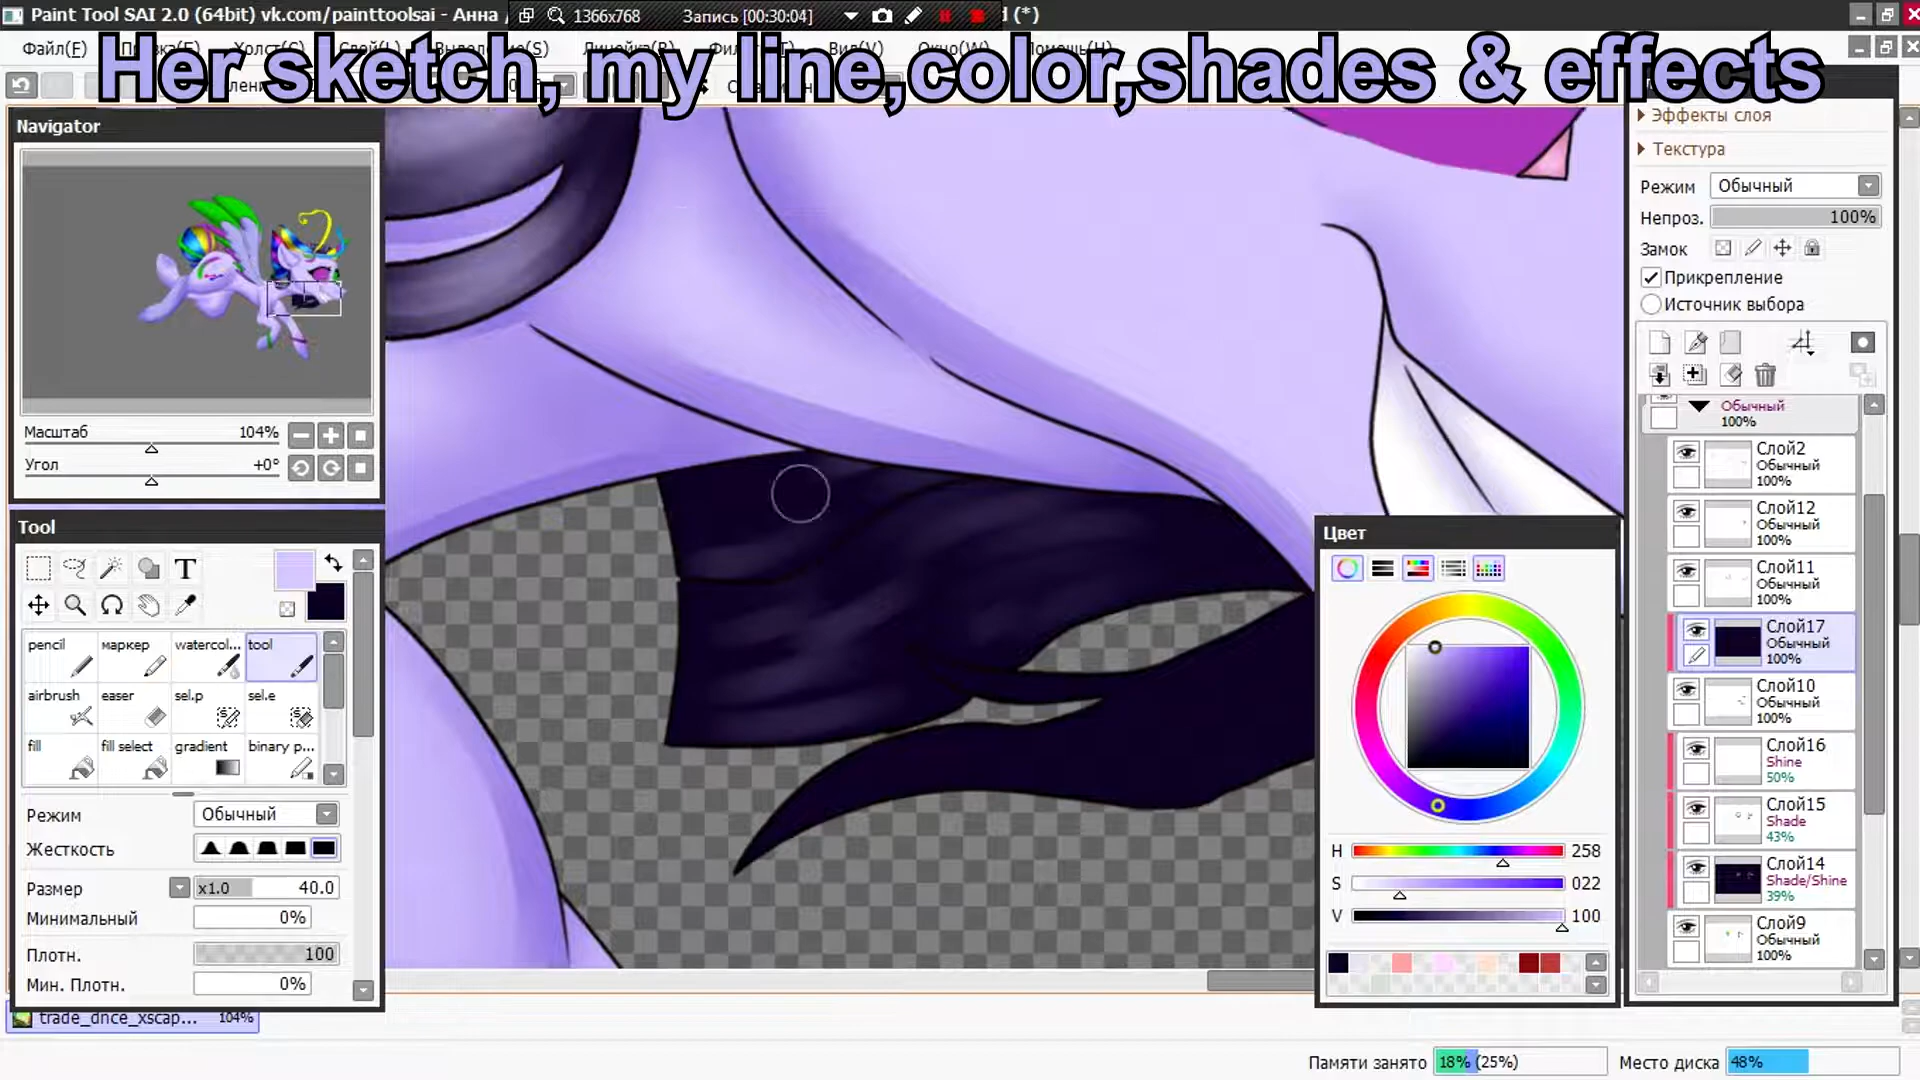 Paint Tool SAI 2.0 (64bit) vk.com/painttoolsai - Анна
1366x768
Запись [00:30:04]
(*)
Файл(F)
Her sketch, my line,color,shades & effects
Navigator
Масштаб 104%
Угол +0°
Tool
T
pencil маркер watercol... tool
airbrush easer sel.p sel.e
fill fill select gradient binary p...
Режим Обычный
Жесткость
Размер x1.0 40.0
Минимальный 0%
Плотн. 100
Мин. Плотн. 0%
trade_dnce_xscap... 104%
Цвет
H 258
S 022
V 100
Эффекты слоя
Текстура
Режим Обычный
Непроз. 100%
Замок
Прикрепление
Источник выбора
Обычный
100%
Слой2
Обычный
100%
Слой12
Обычный
100%
Слой11
Обычный
100%
Слой17
Обычный
100%
Слой10
Обычный
100%
Слой16
Shine
50%
Слой15
Shade
43%
Слой14
Shade/Shine
39%
Слой9
Обычный
100%
Памяти занято 18% (25%)
Место диска 48%